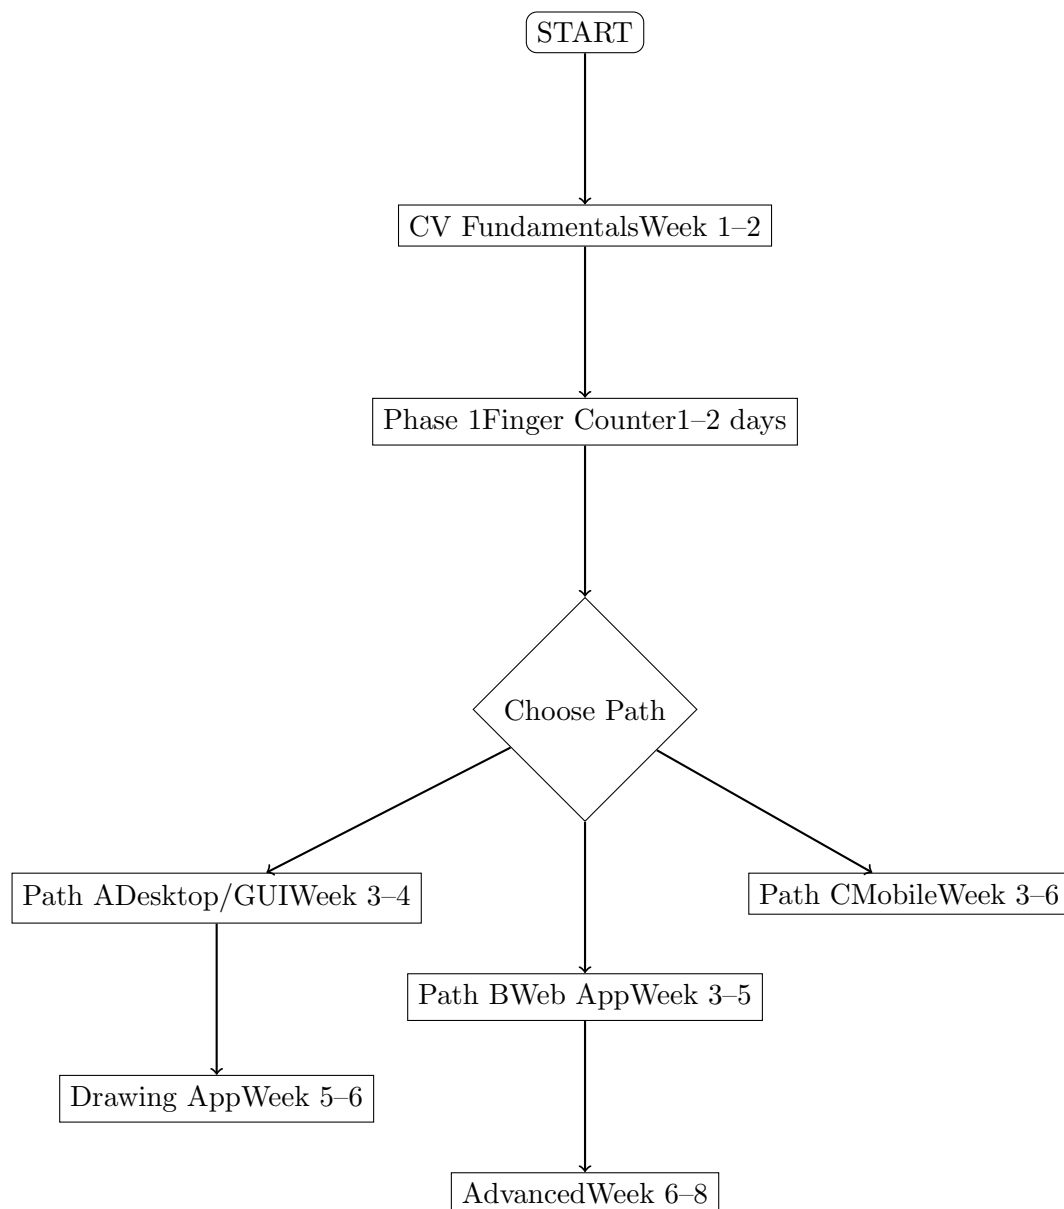 START
CV FundamentalsWeek 1–2
Phase 1Finger Counter1–2 days
Choose Path
Path ADesktop/GUIWeek 3–4
Path CMobileWeek 3–6
Path BWeb AppWeek 3–5
Drawing AppWeek 5–6
AdvancedWeek 6–8